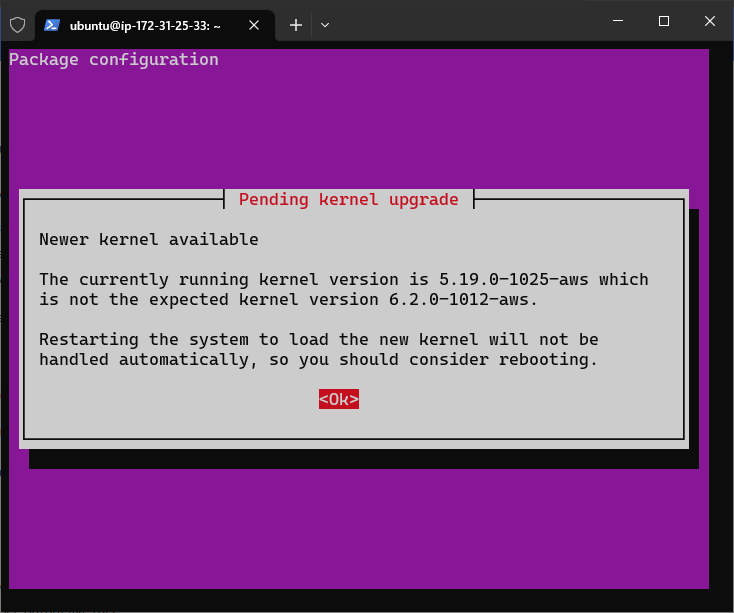 ubuntu@ip-172-31-25-33: ~
Package configuration
Pending kernel upgrade
Newer kernel available
The currently running kernel version is 5.19.0-1025-aws which
is not the expected kernel version 6.2.0-1012-aws.
Restarting the system to load the new kernel will not be
handled automatically, so you should consider rebooting.
<Ok>